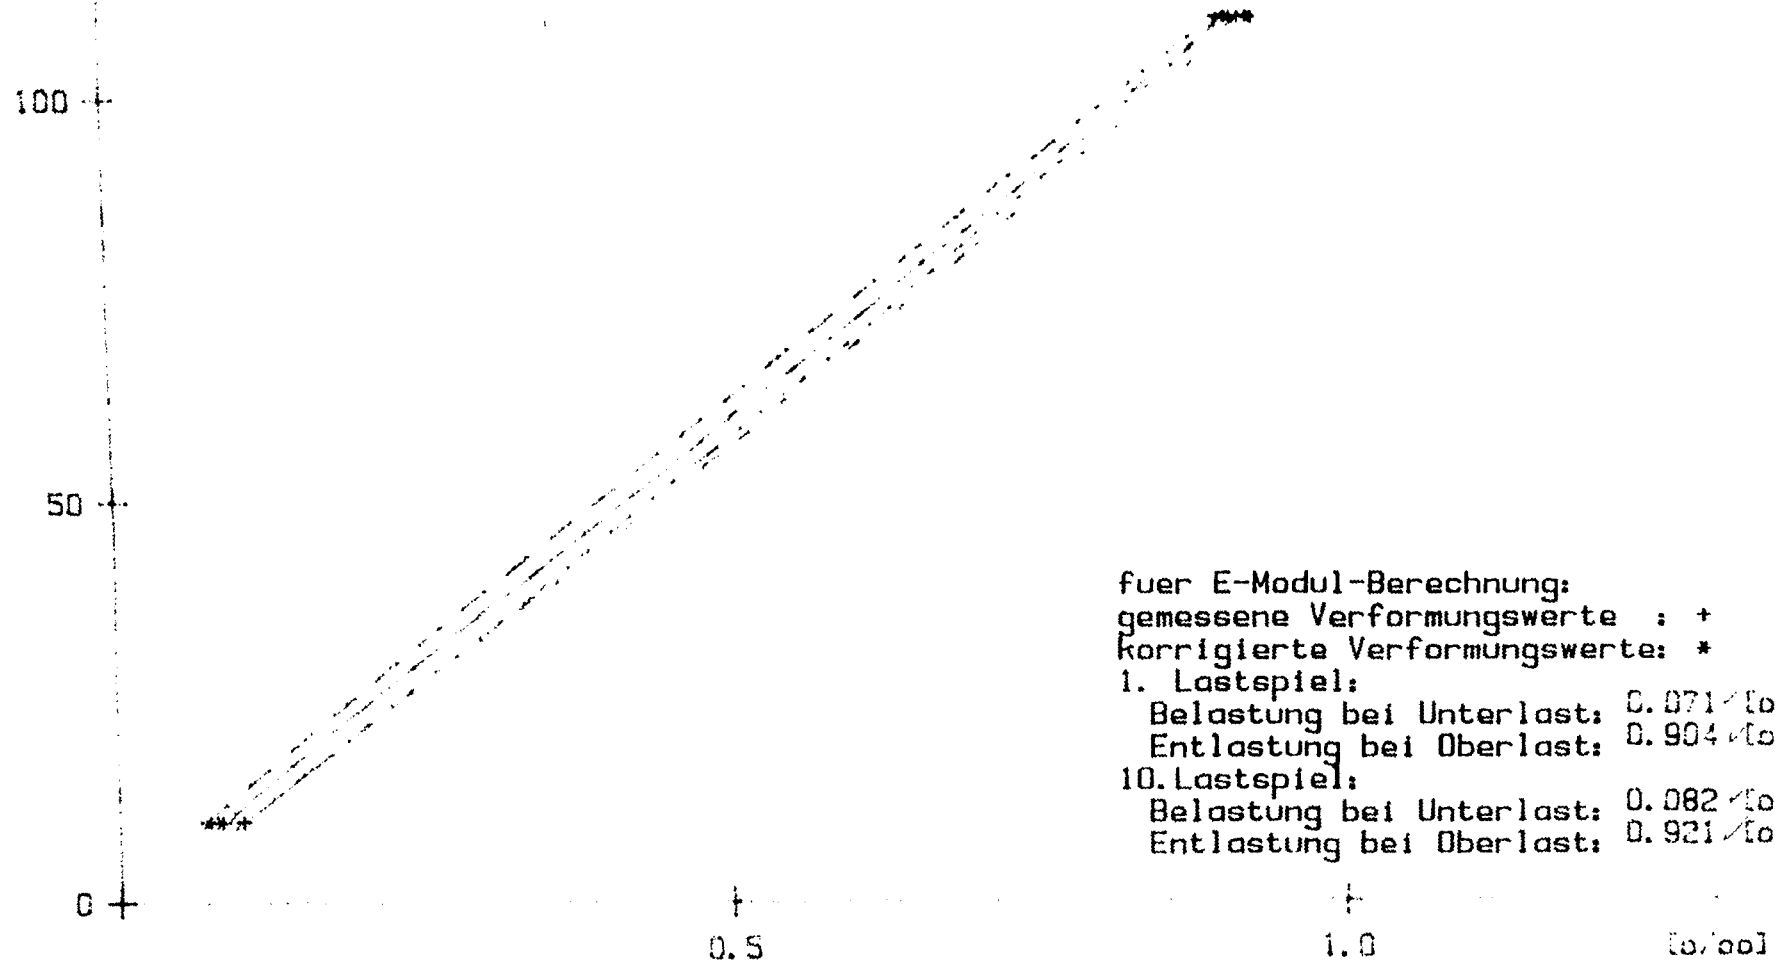 100
50
fuer E-Modul-Berechnung:
gemessene Verformungswerte : +
korrigierte Verformungswerte: *
1. Lastspiel:
Belastung bei Unterlast: 0.071
Entlastung bei Oberlast: 0.904
10. Lastspiel:
Belastung bei Unterlast: 0.082
Entlastung bei Oberlast: 0.921
0
0.5 1.0 [o/oo]